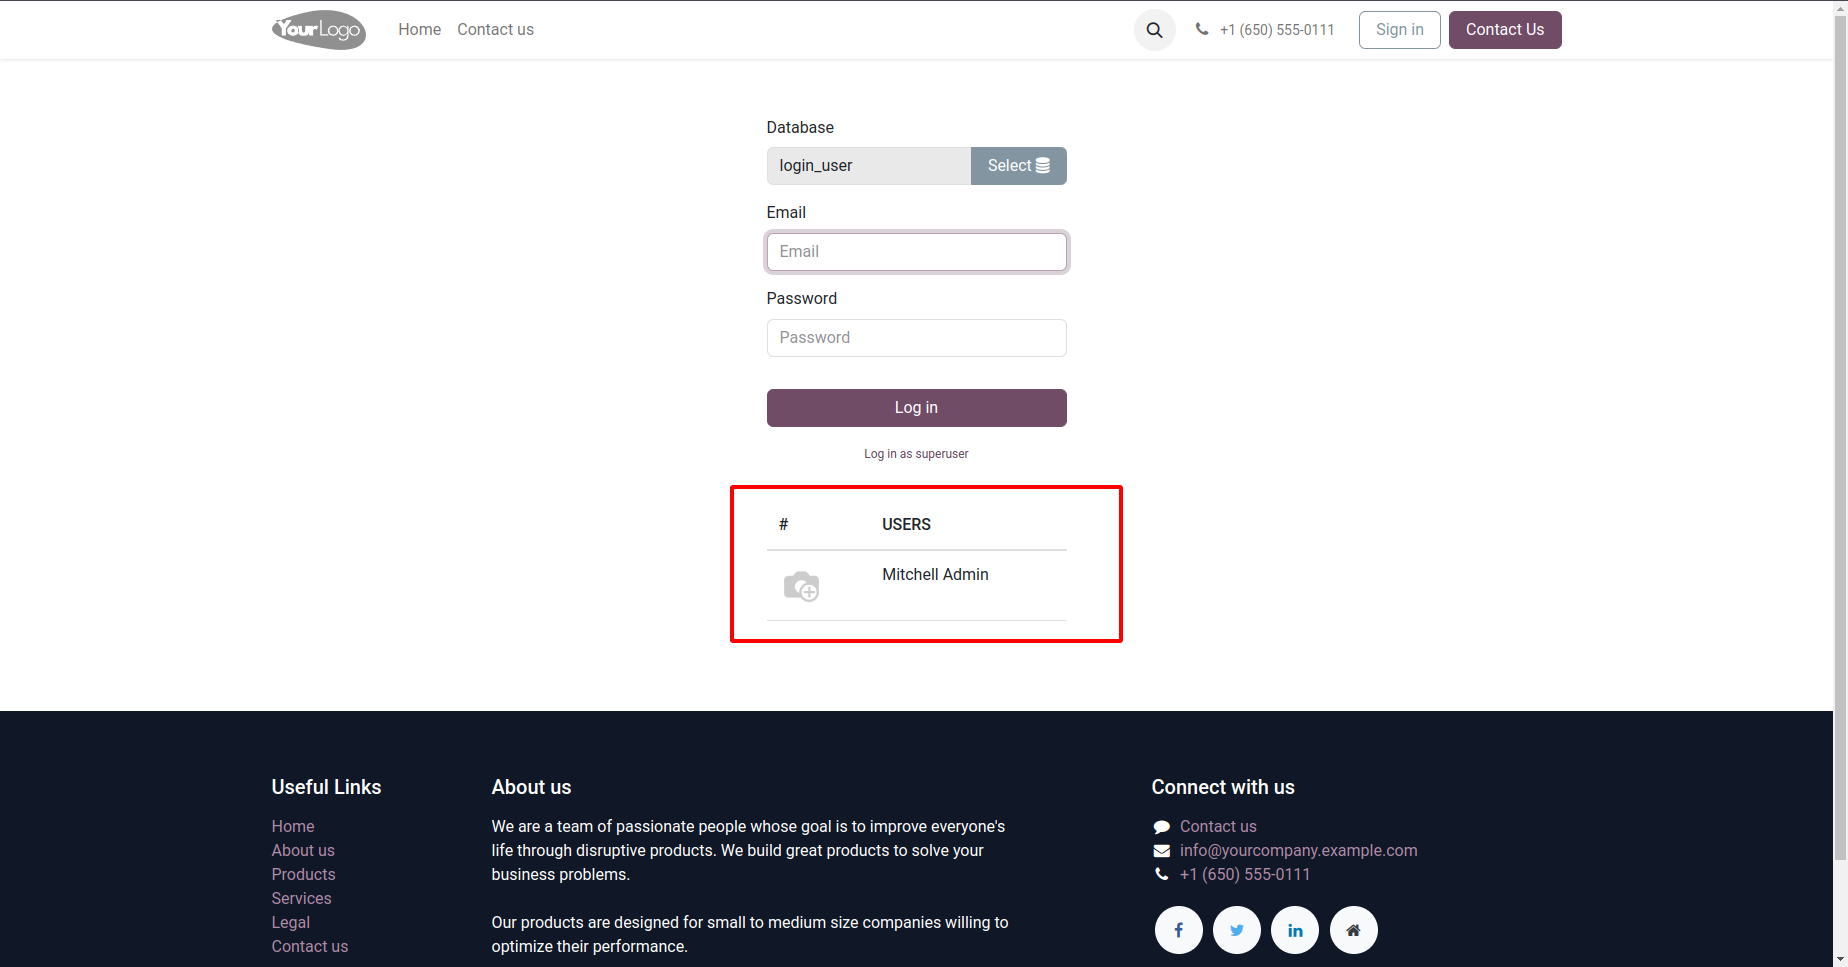 YourLogo Home Contact us +1 (650) 555-0111 Sign in Contact Us
Database
login_user Select
Email
Email
Password
Password
Log in
Log in as superuser
# USERS
Mitchell Admin
Useful Links
Home
About us
Products
Services
Legal
Contact us
About us
We are a team of passionate people whose goal is to improve everyone's
life through disruptive products. We build great products to solve your
business problems.
Our products are designed for small to medium size companies willing to
optimize their performance.
Connect with us
Contact us
info@yourcompany.example.com
+1 (650) 555-0111